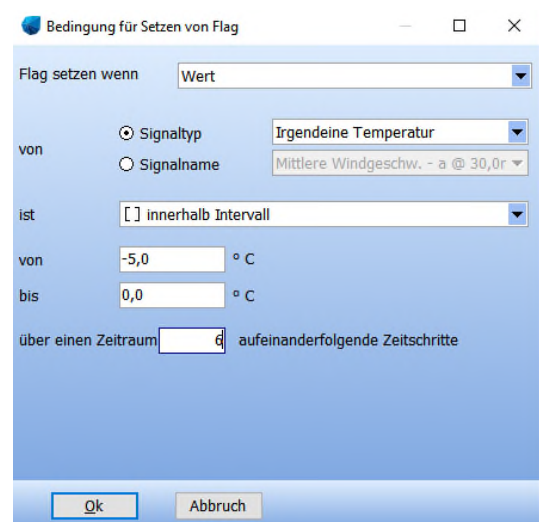 Bedingung für Setzen von Flag
Flag setzen wenn Wert
von
Signaltyp Irgendeine Temperatur
Signalname Mittlere Windgeschw. - a @ 30,0r
ist [ ] innerhalb Intervall
von -5,0 ° C
bis 0,0 ° C
über einen Zeitraum 6 aufeinanderfolgende Zeitschritte
Ok Abbruch